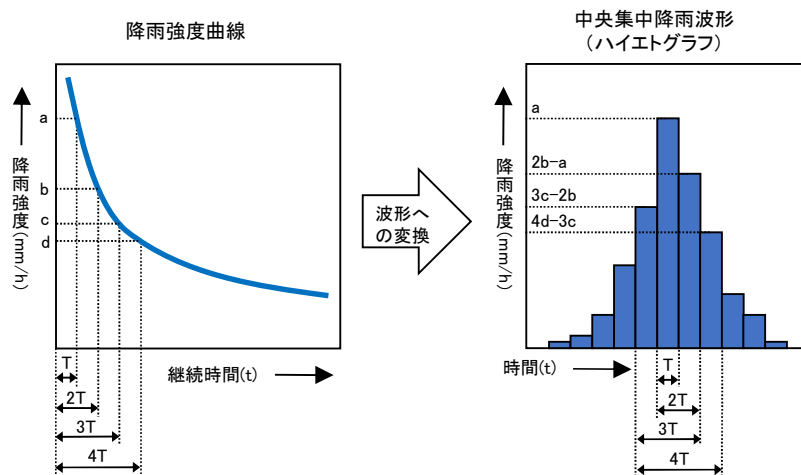 降雨強度曲線
a
b
c
d
降雨強度(mm/h)
T
継続時間(t)
2T
3T
4T
波形へ
の変換
中央集中降雨波形
(ハイエトグラフ)
a
2b-a
3c-2b
4d-3c
降雨強度(mm/h)
時間(t)
T
2T
3T
4T